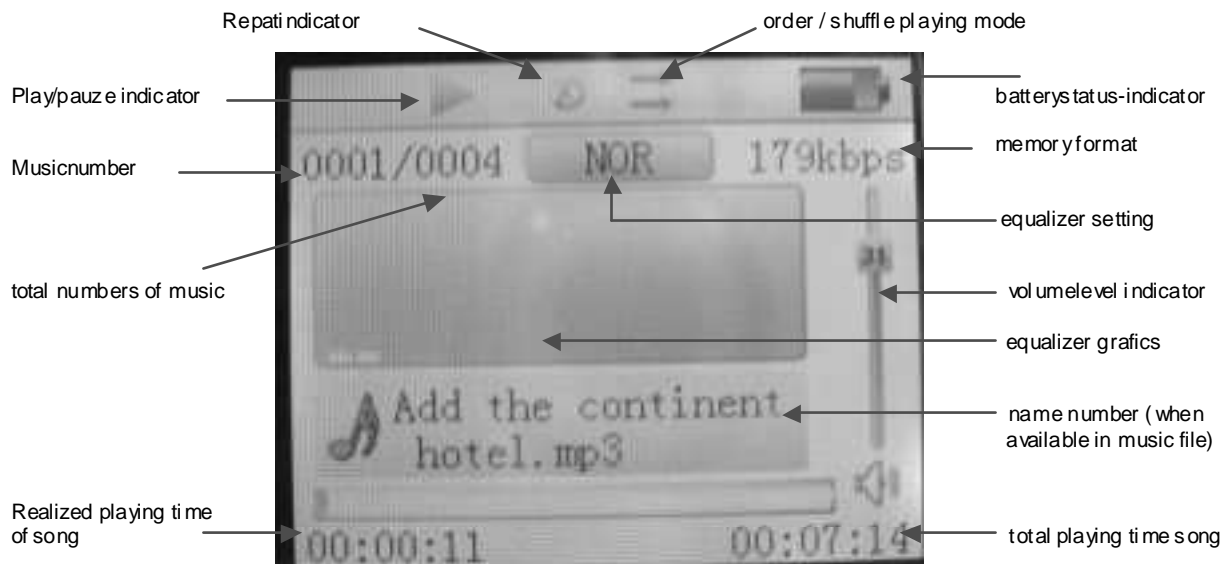 Repatindicator
order / shuffle playing mode
Play/pauze indicator
batterystatus-indicator
Musicnumber
memory format
0001/0004
NOR
179kbps
equalizer setting
total numbers of music
volumelevel indicator
equalizer grafics
Add the continent
hotel.mp3
name number (when
available in music file)
Realized playing time
of song
00:00:11
00:07:14
total playing time song